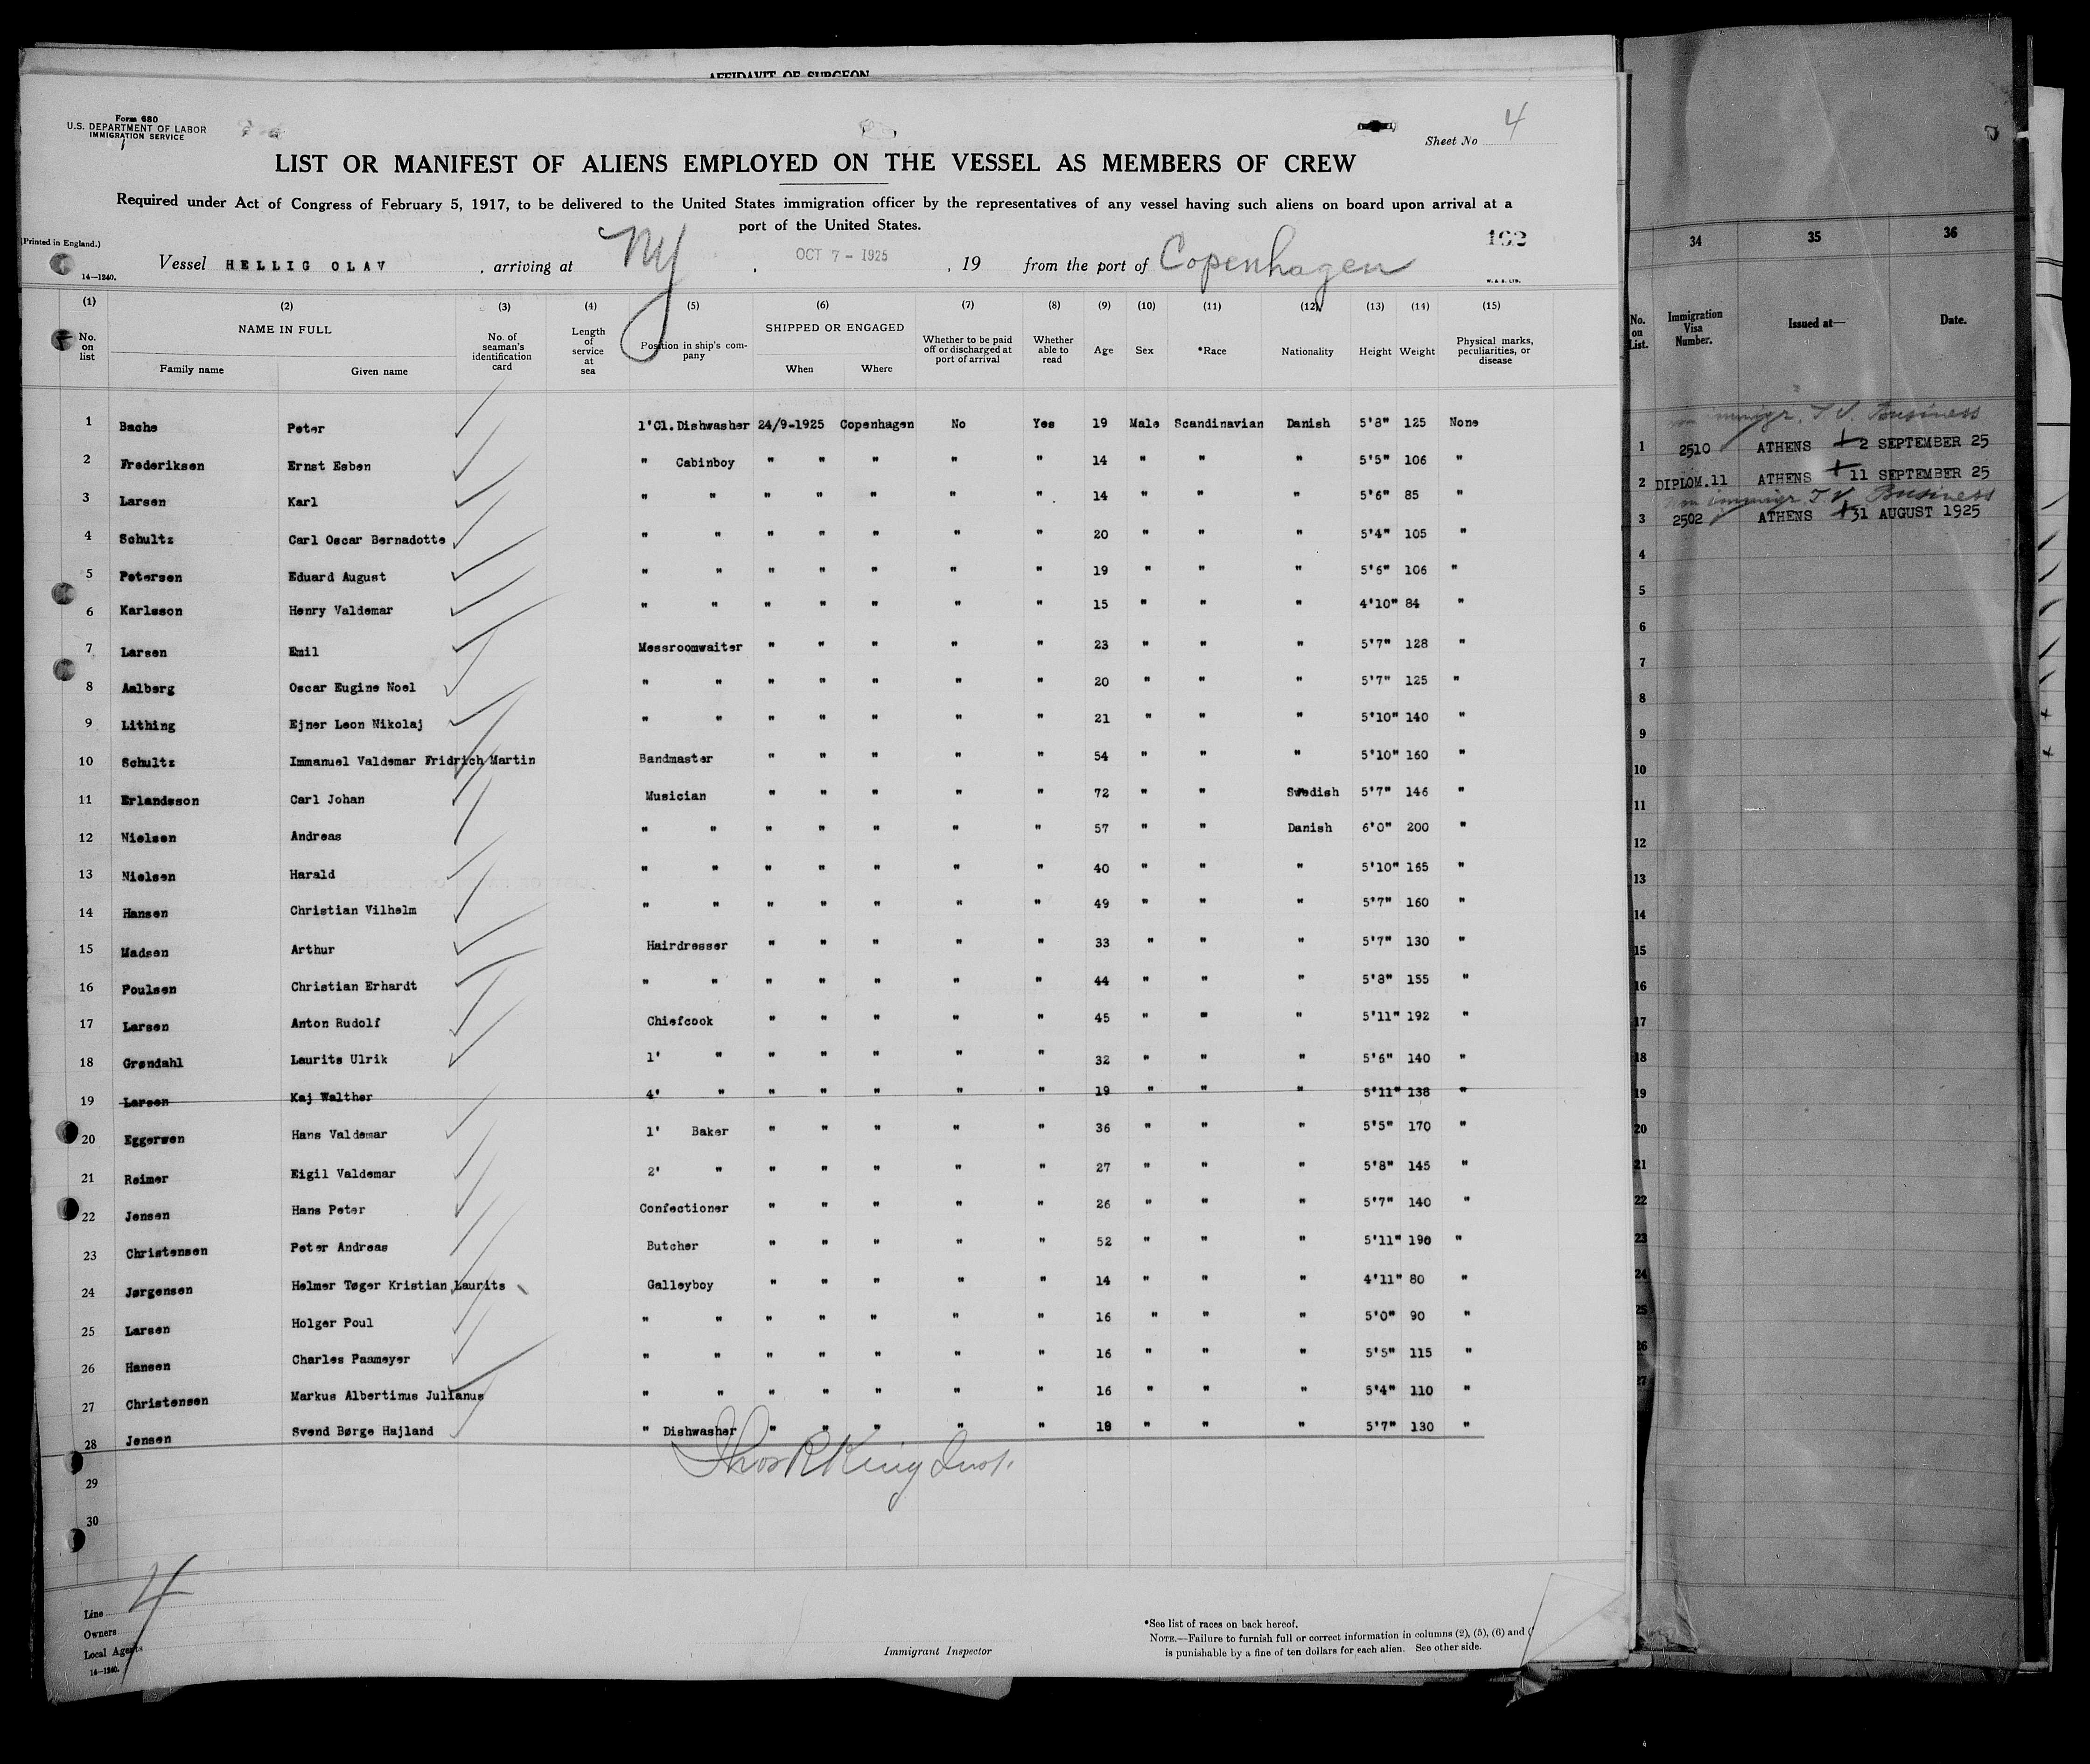 AFFIDAVIT OF SURGEON
Form 680
U.S. DEPARTMENT OF LABOR
IMMIGRATION SERVICE
Sheet No 4
LIST OR MANIFEST OF ALIENS EMPLOYED ON THE VESSEL AS MEMBERS OF CREW
Required under Act of Congress of February 5, 1917, to be delivered to the United States immigration officer by the representatives of any vessel having such aliens on board upon arrival at a
port of the United States.
(Printed in England.)
192
14—1240.
Vessel HELLIG OLAV , arriving at NY , OCT 7 - 1925 , 19 from the port of Copenhagen
W. & S. LTD.
(1) (2) (3) (4) (5) (6) (7) (8) (9) (10) (11) (12) (13) (14) (15)
No. on list NAME IN FULL Family name Given name No. of seaman's identification card Length of service at sea Position in ship's company SHIPPED OR ENGAGED When Where Whether to be paid off or discharged at port of arrival Whether able to read Age Sex *Race Nationality Height Weight Physical marks, peculiarities, or disease
1 Bache Peter 1'Cl. Dishwasher 24/9-1925 Copenhagen No Yes 19 Male Scandinavian Danish 5'8" 125 None
2 Frederiksen Ernst Esben " Cabinboy " " " " " 14 " " " 5'5" 106 "
3 Larsen Karl " " " " " " " 14 " " " 5'6" 85 "
4 Schultz Carl Oscar Bernadotte " " " " " " " 20 " " " 5'4" 105 "
5 Petersen Eduard August " " " " " " " 19 " " " 5'6" 106 "
6 Karlsson Henry Valdemar " " " " " " " 15 " " " 4'10" 84 "
7 Larsen Emil Messroomwaiter " " " " " 23 " " " 5'7" 128 "
8 Aalberg Oscar Eugine Noel " " " " " " " 20 " " " 5'7" 125 "
9 Lithing Ejner Leon Nikolaj " " " " " " " 21 " " " 5'10" 140 "
10 Schultz Immanuel Valdemar Fridrich Martin Bandmaster " " " " " 54 " " " 5'10" 160 "
11 Erlandsson Carl Johan Musician " " " " " 72 " " Swedish 5'7" 146 "
12 Nielsen Andreas " " " " " " " 57 " " Danish 6'0" 200 "
13 Nielsen Harald " " " " " " " 40 " " " 5'10" 165 "
14 Hansen Christian Vilhelm " " " " " " " 49 " " " 5'7" 160 "
15 Madsen Arthur Hairdresser " " " " " 33 " " " 5'7" 130 "
16 Poulsen Christian Erhardt " " " " " " " 44 " " " 5'8" 155 "
17 Larsen Anton Rudolf Chiefcook " " " " " 45 " " " 5'11" 192 "
18 Grøndahl Laurits Ulrik 1' " " " " " " 32 " " " 5'6" 140 "
19 Larsen Kaj Walther 4' " " " " " " 19 " " " 5'11" 138 "
20 Eggersen Hans Valdemar 1' Baker " " " " " 36 " " " 5'5" 170 "
21 Reimer Eigil Valdemar 2' " " " " " " 27 " " " 5'8" 145 "
22 Jensen Hans Peter Confectioner " " " " " 26 " " " 5'7" 140 "
23 Christensen Peter Andreas Butcher " " " " " 52 " " " 5'11" 190 "
24 Jørgensen Helmer Tøger Kristian Laurits Galleyboy " " " " " 14 " " " 4'11" 80 "
25 Larsen Holger Poul " " " " " " " 16 " " " 5'0" 90 "
26 Hansen Charles Paameyer " " " " " " " 16 " " " 5'5" 115 "
27 Christensen Markus Albertinus Julianus " " " " " " " 16 " " " 5'4" 110 "
28 Jensen Svend Børge Hajland " Dishwasher " " " " " 18 " " " 5'7" 130 "
Thos R King Insp.
29
30
4
Line
Owners
Local Agents
14—1240.
Immigrant Inspector
*See list of races on back hereof.
NOTE.—Failure to furnish full or correct information in columns (2), (5), (6) and (
is punishable by a fine of ten dollars for each alien. See other side.
34 35 36
No. on List. Immigration Visa Number. Issued at— Date.
immigr. T V. Business
1 2510 ATHENS 2 SEPTEMBER 25
2 DIPLOM.11 ATHENS 11 SEPTEMBER 25
non immigr T V. Business
3 2502 ATHENS 31 AUGUST 1925
4
5
6
7
8
9
10
11
12
13
14
15
16
17
18
19
20
21
22
23
24
25
26
27